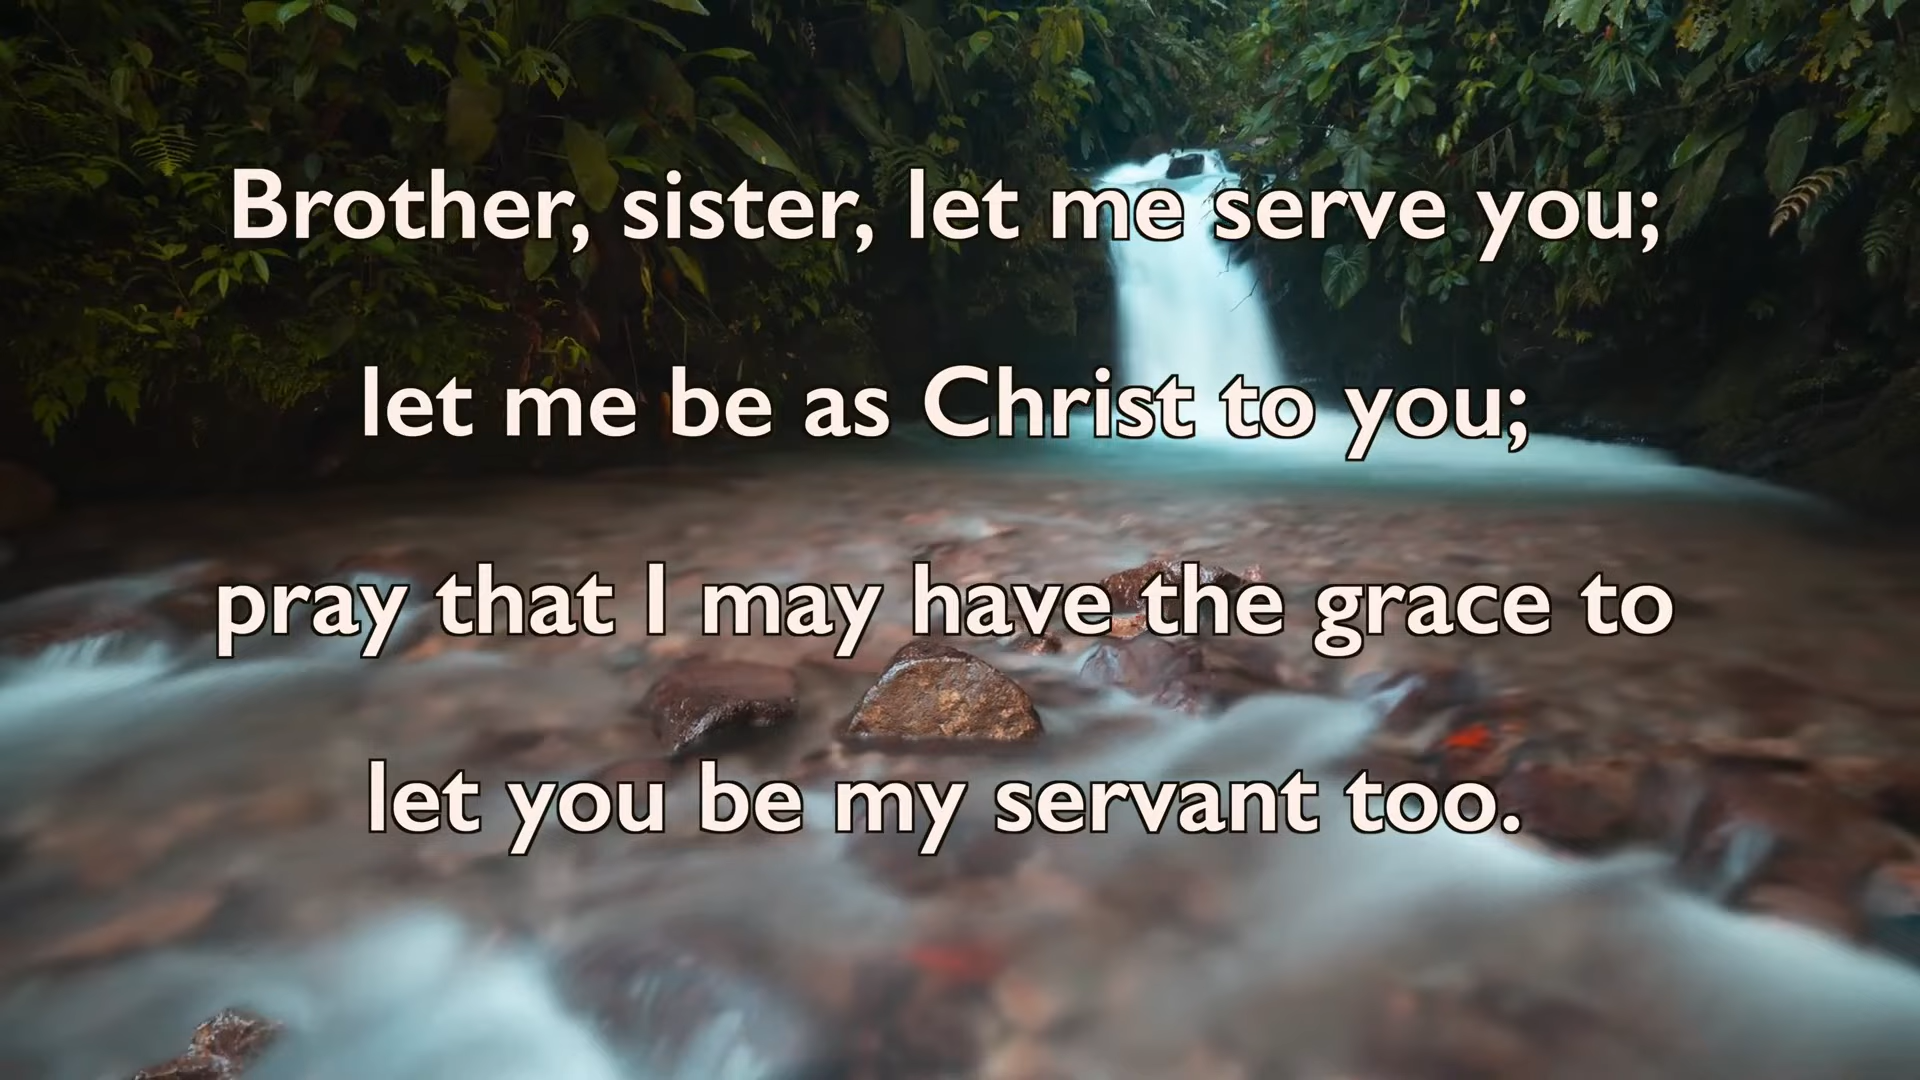 Brother, sister, let me serve you;
let me be as Christ to you;
pray that I may have the grace to
let you be my servant too.